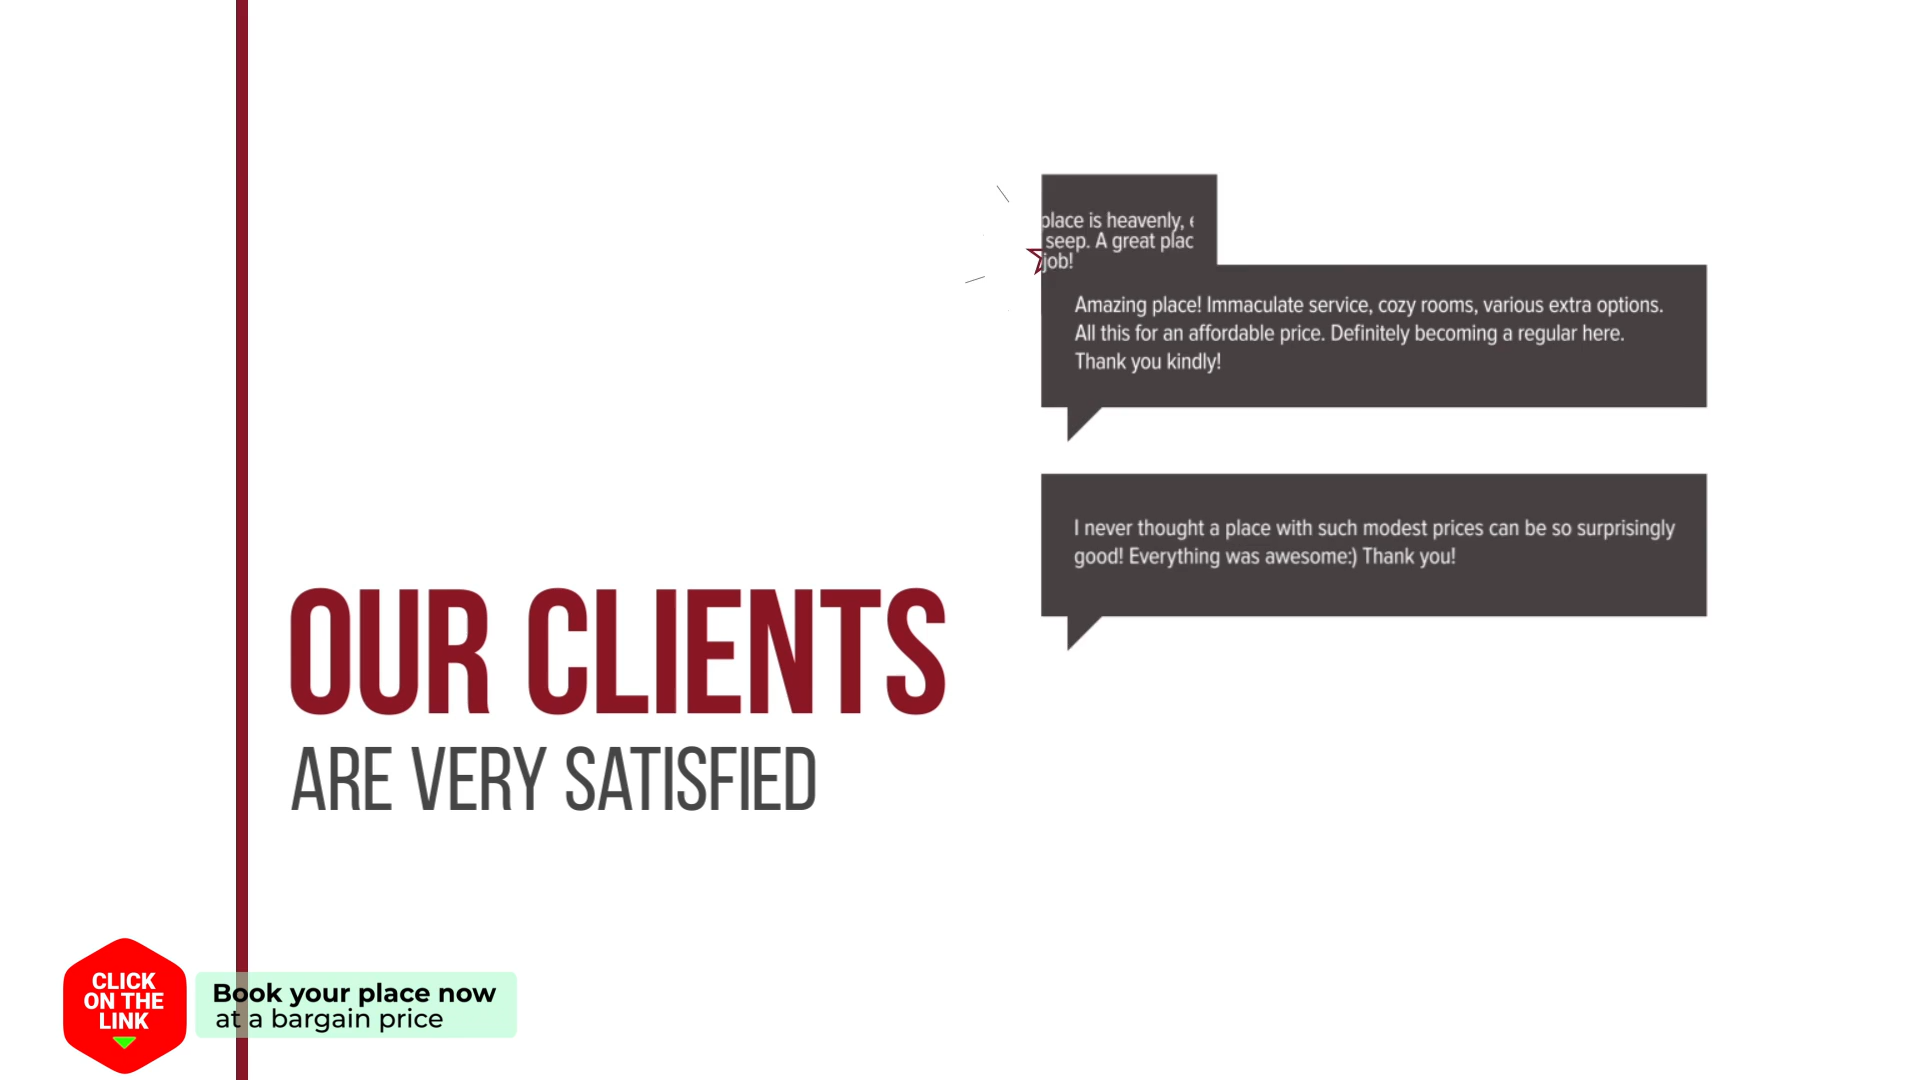 place is heavenly,
seep. A great plac
job!
Amazing place! Immaculate service, cozy rooms, various extra options.
All this for an affordable price. Definitely becoming a regular here.
Thank you kindly!
I never thought a place with such modest prices can be so surprisingly
good! Everything was awesome:) Thank you!
OUR CLIENTS
ARE VERY SATISFIED
CLICK
ON THE
LINK
Book your place now
at a bargain price